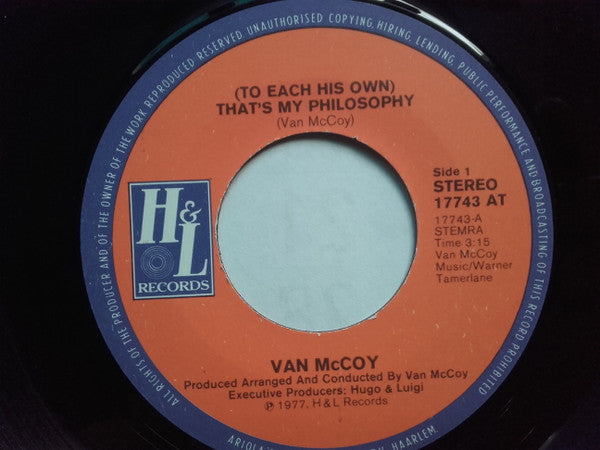 ALL RIGHTS OF THE PRODUCER AND OF THE OWNER OF THE WORK REPRODUCED RESERVED. UNAUTHORISED COPYING, HIRING, LENDING, PUBLIC PERFORMANCE AND BROADCASTING OF THIS RECORD PROHIBITED
(TO EACH HIS OWN)
THAT'S MY PHILOSOPHY
(Van McCoy)
H&L
RECORDS
Side 1
STEREO
17743 AT
17743-A
STEMRA
Time 3:15
Van McCoy
Music/Warner
Tamerlane
VAN McCOY
Produced Arranged And Conducted By Van McCoy
Executive Producers: Hugo & Luigi
℗ 1977, H&L Records
HAARLEM